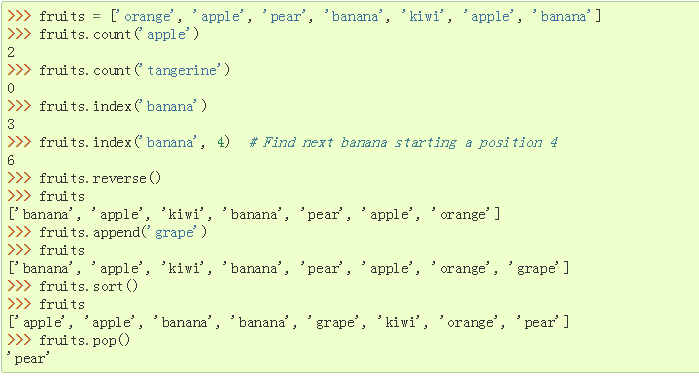 >>> fruits = ['orange', 'apple', 'pear', 'banana', 'kiwi', 'apple', 'banana']
>>> fruits.count('apple')
2
>>> fruits.count('tangerine')
0
>>> fruits.index('banana')
3
>>> fruits.index('banana', 4)  # Find next banana starting a position 4
6
>>> fruits.reverse()
>>> fruits
['banana', 'apple', 'kiwi', 'banana', 'pear', 'apple', 'orange']
>>> fruits.append('grape')
>>> fruits
['banana', 'apple', 'kiwi', 'banana', 'pear', 'apple', 'orange', 'grape']
>>> fruits.sort()
>>> fruits
['apple', 'apple', 'banana', 'banana', 'grape', 'kiwi', 'orange', 'pear']
>>> fruits.pop()
'pear'